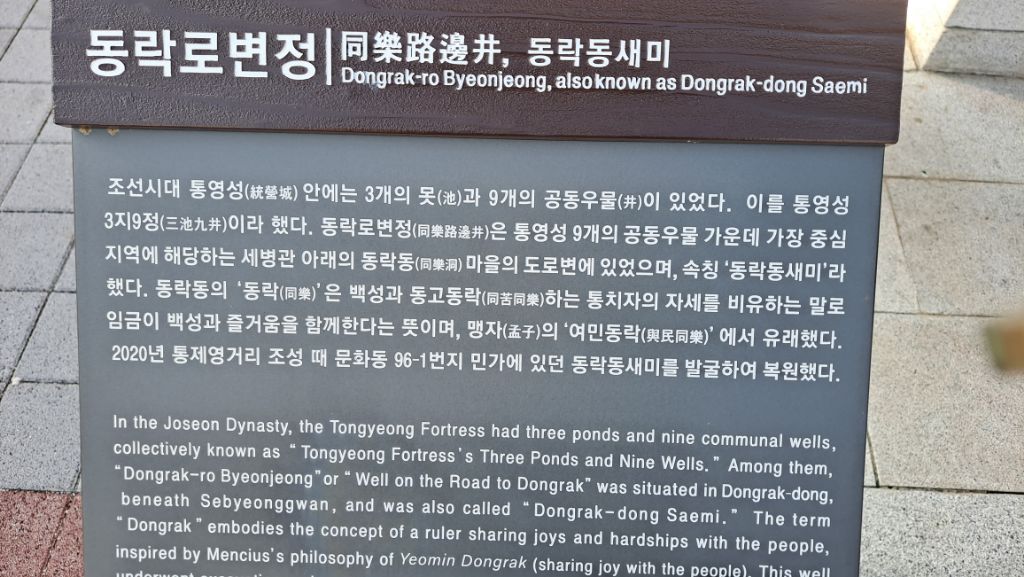 동락로변정 | 同樂路邊井, 동락동새미
Dongrak-ro Byeonjeong, also known as Dongrak-dong Saemi
조선시대 통영성(統營城) 안에는 3개의 못(池)과 9개의 공동우물(井)이 있었다. 이를 통영성
3지9정(三池九井)이라 했다. 동락로변정(同樂路邊井)은 통영성 9개의 공동우물 가운데 가장 중심
지역에 해당하는 세병관 아래의 동락동(同樂洞) 마을의 도로변에 있었으며, 속칭 '동락동새미'라
했다. 동락동의 '동락(同樂)'은 백성과 동고동락(同苦同樂)하는 통치자의 자세를 비유하는 말로
임금이 백성과 즐거움을 함께한다는 뜻이며, 맹자(孟子)의 '여민동락(與民同樂)'에서 유래했다.
2020년 통제영거리 조성 때 문화동 96-1번지 민가에 있던 동락동새미를 발굴하여 복원했다.
In the Joseon Dynasty, the Tongyeong Fortress had three ponds and nine communal wells,
collectively known as "Tongyeong Fortress's Three Ponds and Nine Wells." Among them,
"Dongrak-ro Byeonjeong" or "Well on the Road to Dongrak" was situated in Dongrak-dong,
beneath Sebyeonggwan, and was also called "Dongrak-dong Saemi." The term
"Dongrak" embodies the concept of a ruler sharing joys and hardships with the people,
inspired by Mencius's philosophy of Yeomin Dongrak (sharing joy with the people). This well